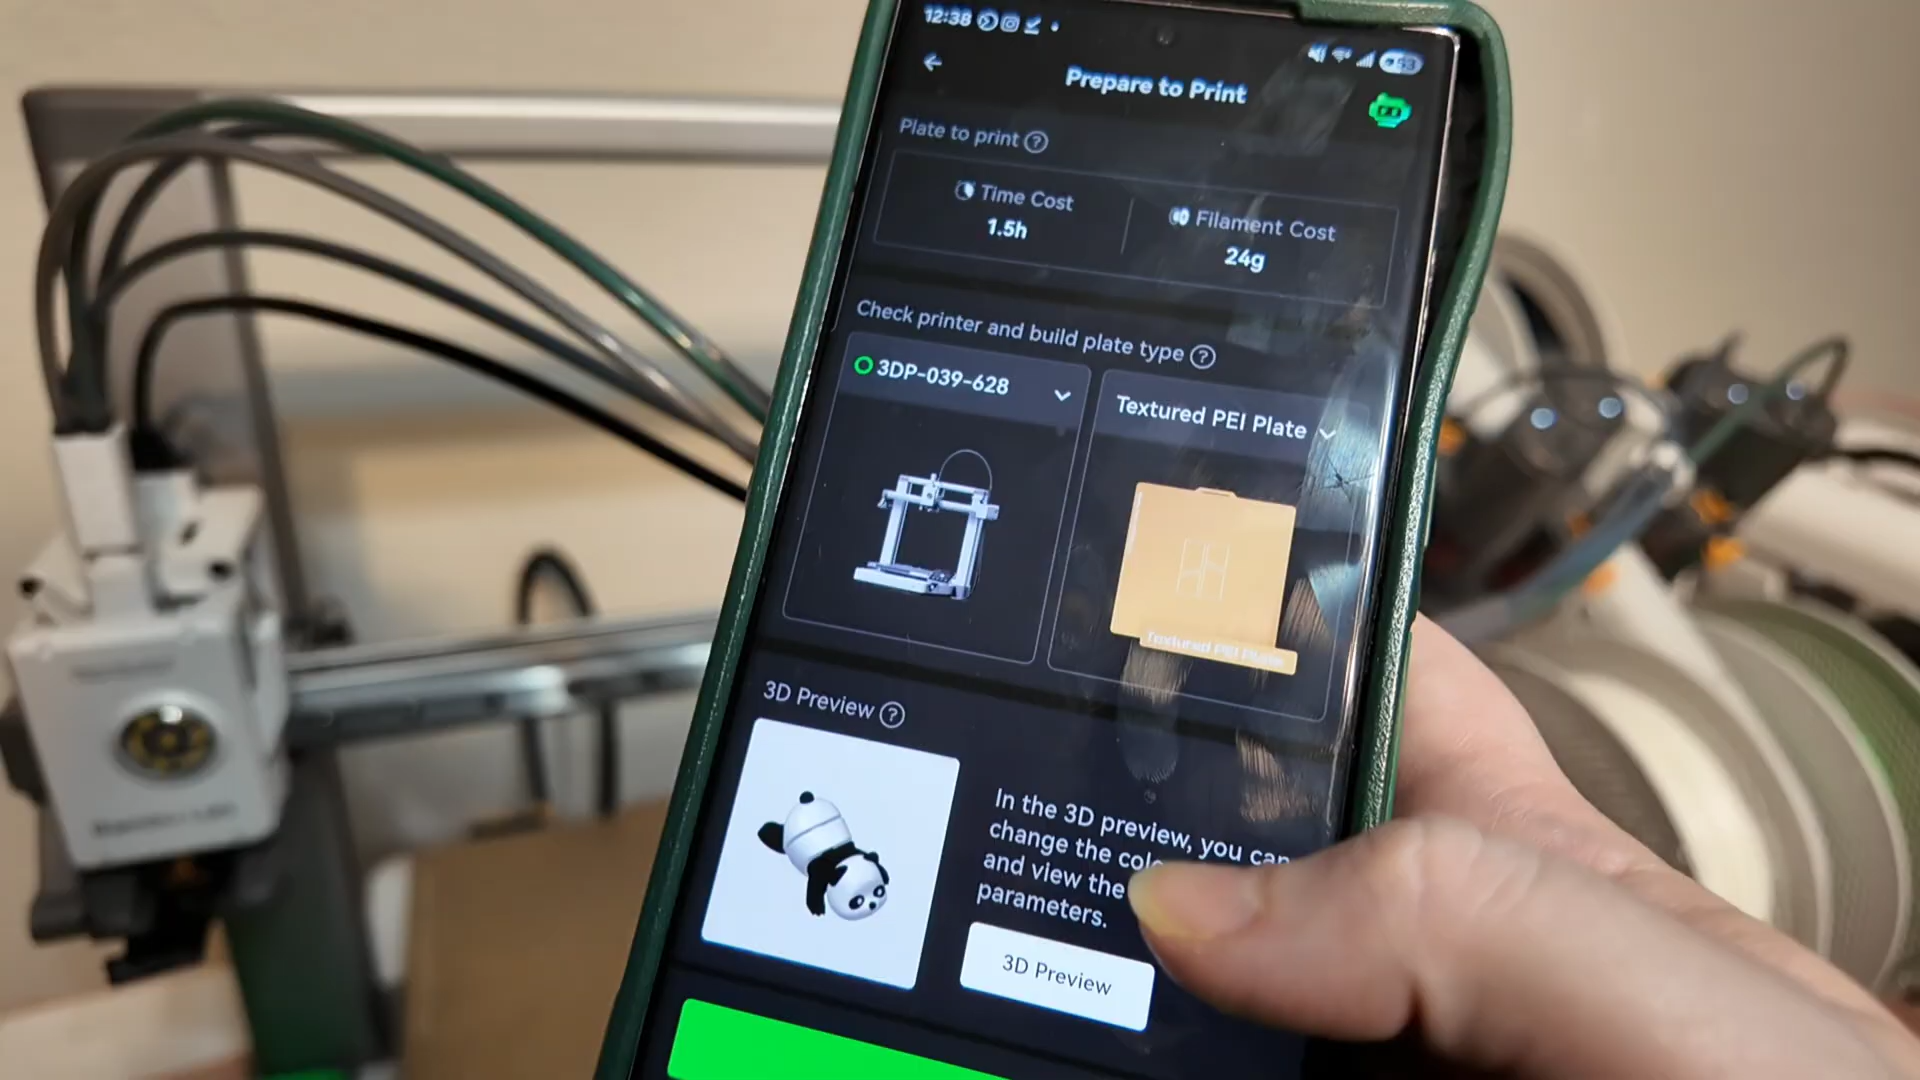 12:38
53
Prepare to Print
Plate to print ?
Time Cost
1.5h
Filament Cost
24g
Check printer and build plate type ?
3DP-039-628
Textured PEI Plate
Textured PEI Plate
3D Preview ?
In the 3D preview, you can
change the
and view the
parameters.
3D Preview